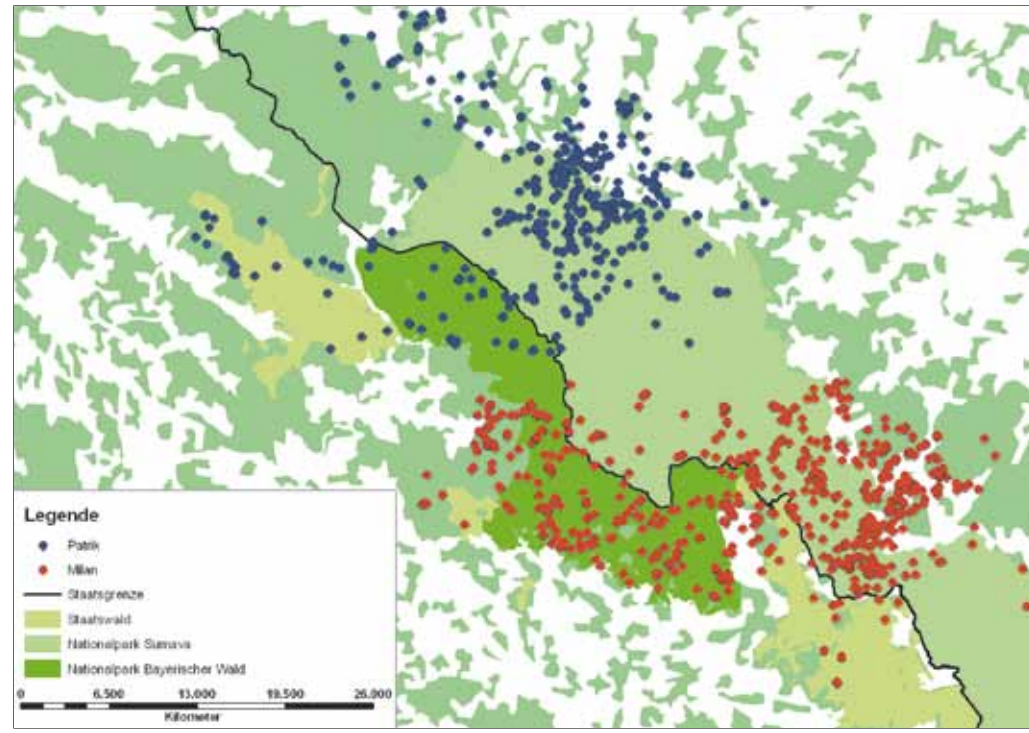 Legende
Patrik
Milan
Staatsgrenze
Staatswald
Nationalpark Sumava
Nationalpark Bayerischer Wald
0 6.500 13.000 19.500 26.000
Kilometer